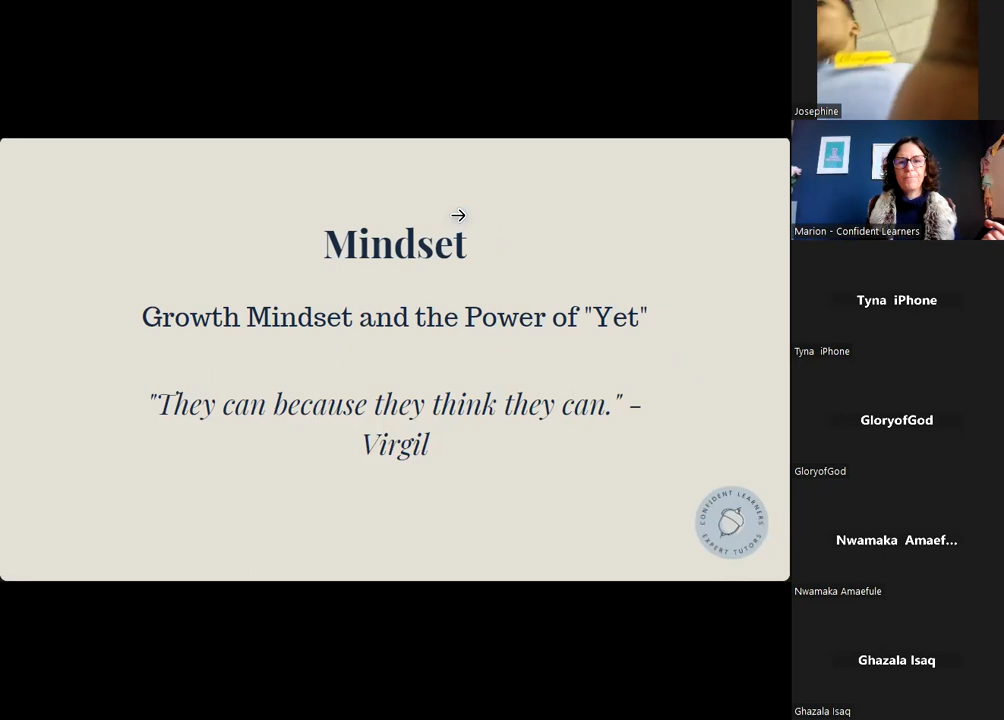 Mindset
Growth Mindset and the Power of "Yet"
"They can because they think they can." -
Virgil
CONFIDENT LEARNERS
EXPERT TUTORS
Josephine
Marion - Confident Learners
Tyna iPhone
Tyna iPhone
GloryofGod
GloryofGod
Nwamaka Amaef...
Nwamaka Amaefule
Ghazala Isaq
Ghazala Isaq